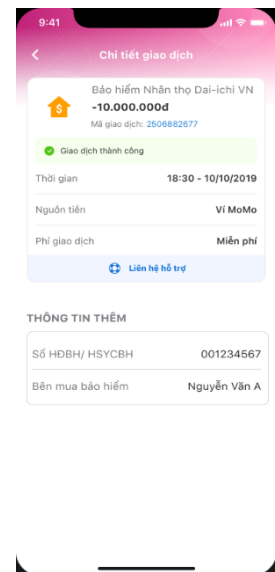 9:41
Chi tiết giao dịch
Bảo hiểm Nhân thọ Dai-ichi VN
-10.000.000đ
Mã giao dịch: 2506882677
Giao dịch thành công
Thời gian 18:30 - 10/10/2019
Nguồn tiền Ví MoMo
Phí giao dịch Miễn phí
Liên hệ hỗ trợ
THÔNG TIN THÊM
Số HĐBH/ HSYCBH 001234567
Bên mua bảo hiểm Nguyễn Văn A